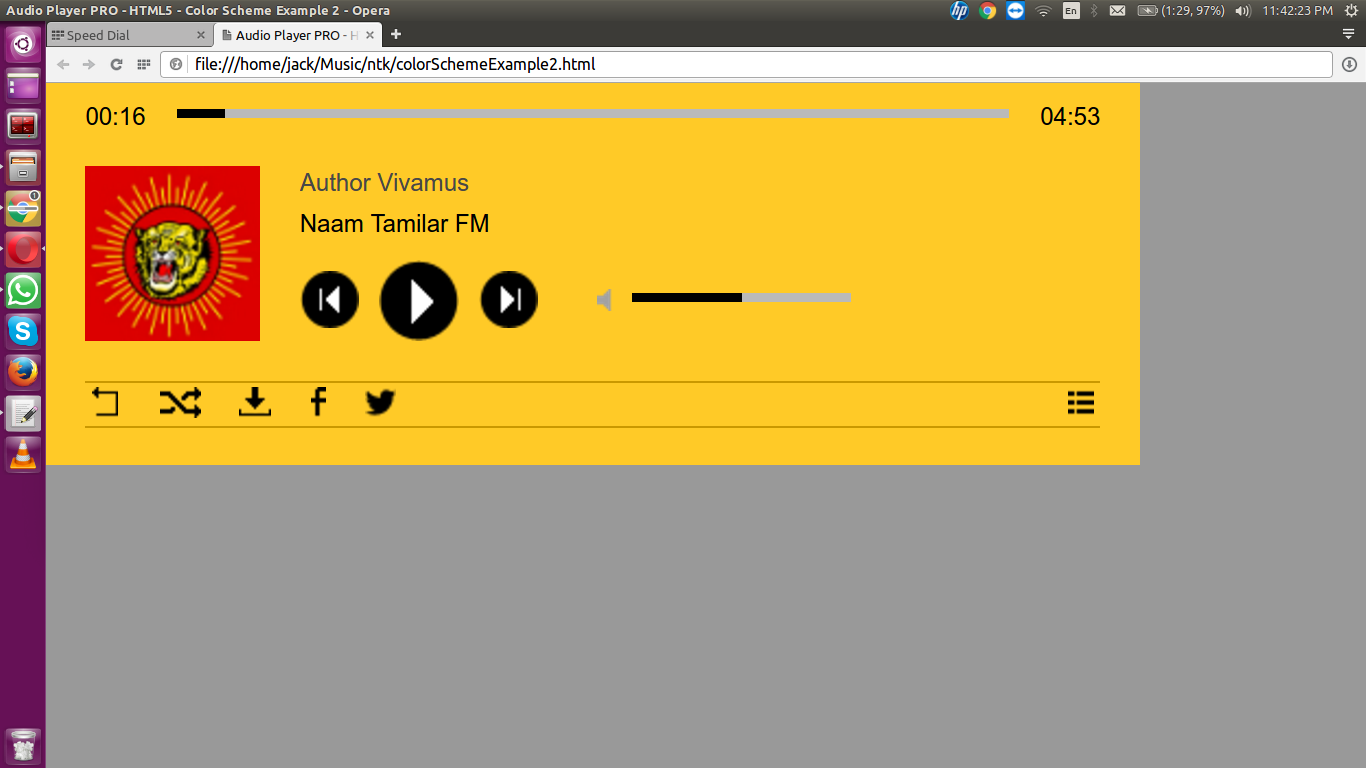 Audio Player PRO - HTML5 - Color Scheme Example 2 - Opera
hp
En
(1:29, 97%)
11:42:23 PM
Speed Dial
Audio Player PRO - H
file:///home/jack/Music/ntk/colorSchemeExample2.html
00:16
04:53
Author Vivamus
Naam Tamilar FM
1